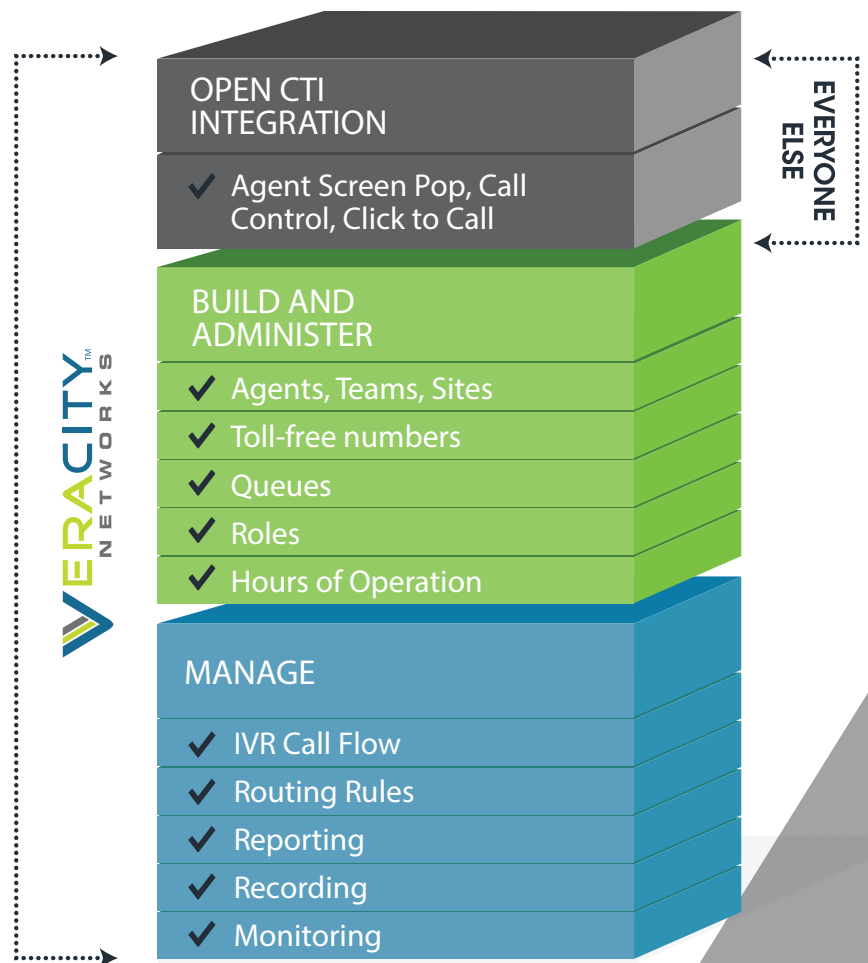 OPEN CTI
INTEGRATION
Agent Screen Pop, Call
Control, Click to Call
EVERYONE
ELSE
BUILD AND
ADMINISTER
Agents, Teams, Sites
Toll-free numbers
Queues
Roles
Hours of Operation
VERACITY™
NETWORKS
MANAGE
IVR Call Flow
Routing Rules
Reporting
Recording
Monitoring